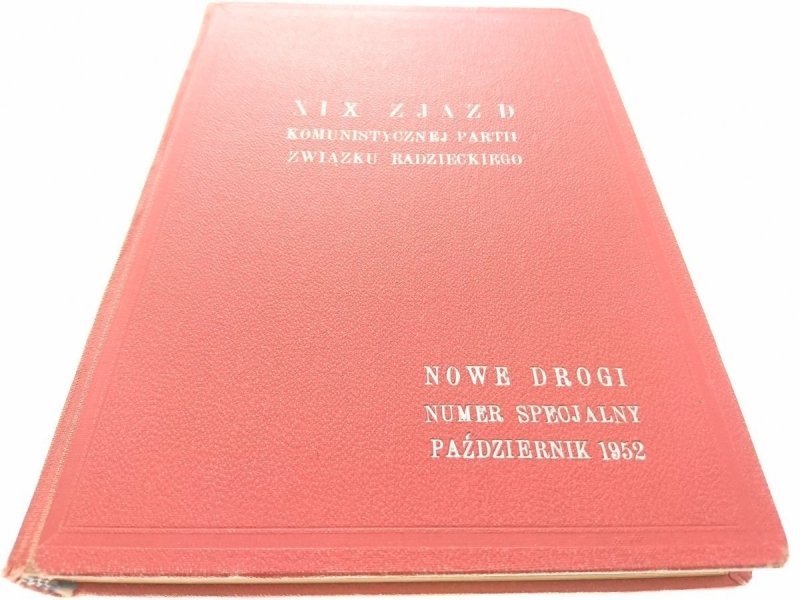 XIX ZJAZD
KOMUNISTYCZNEJ PARTII
ZWIĄZKU RADZIECKIEGO
NOWE DROGI
NUMER SPECJALNY
PAŹDZIERNIK 1952